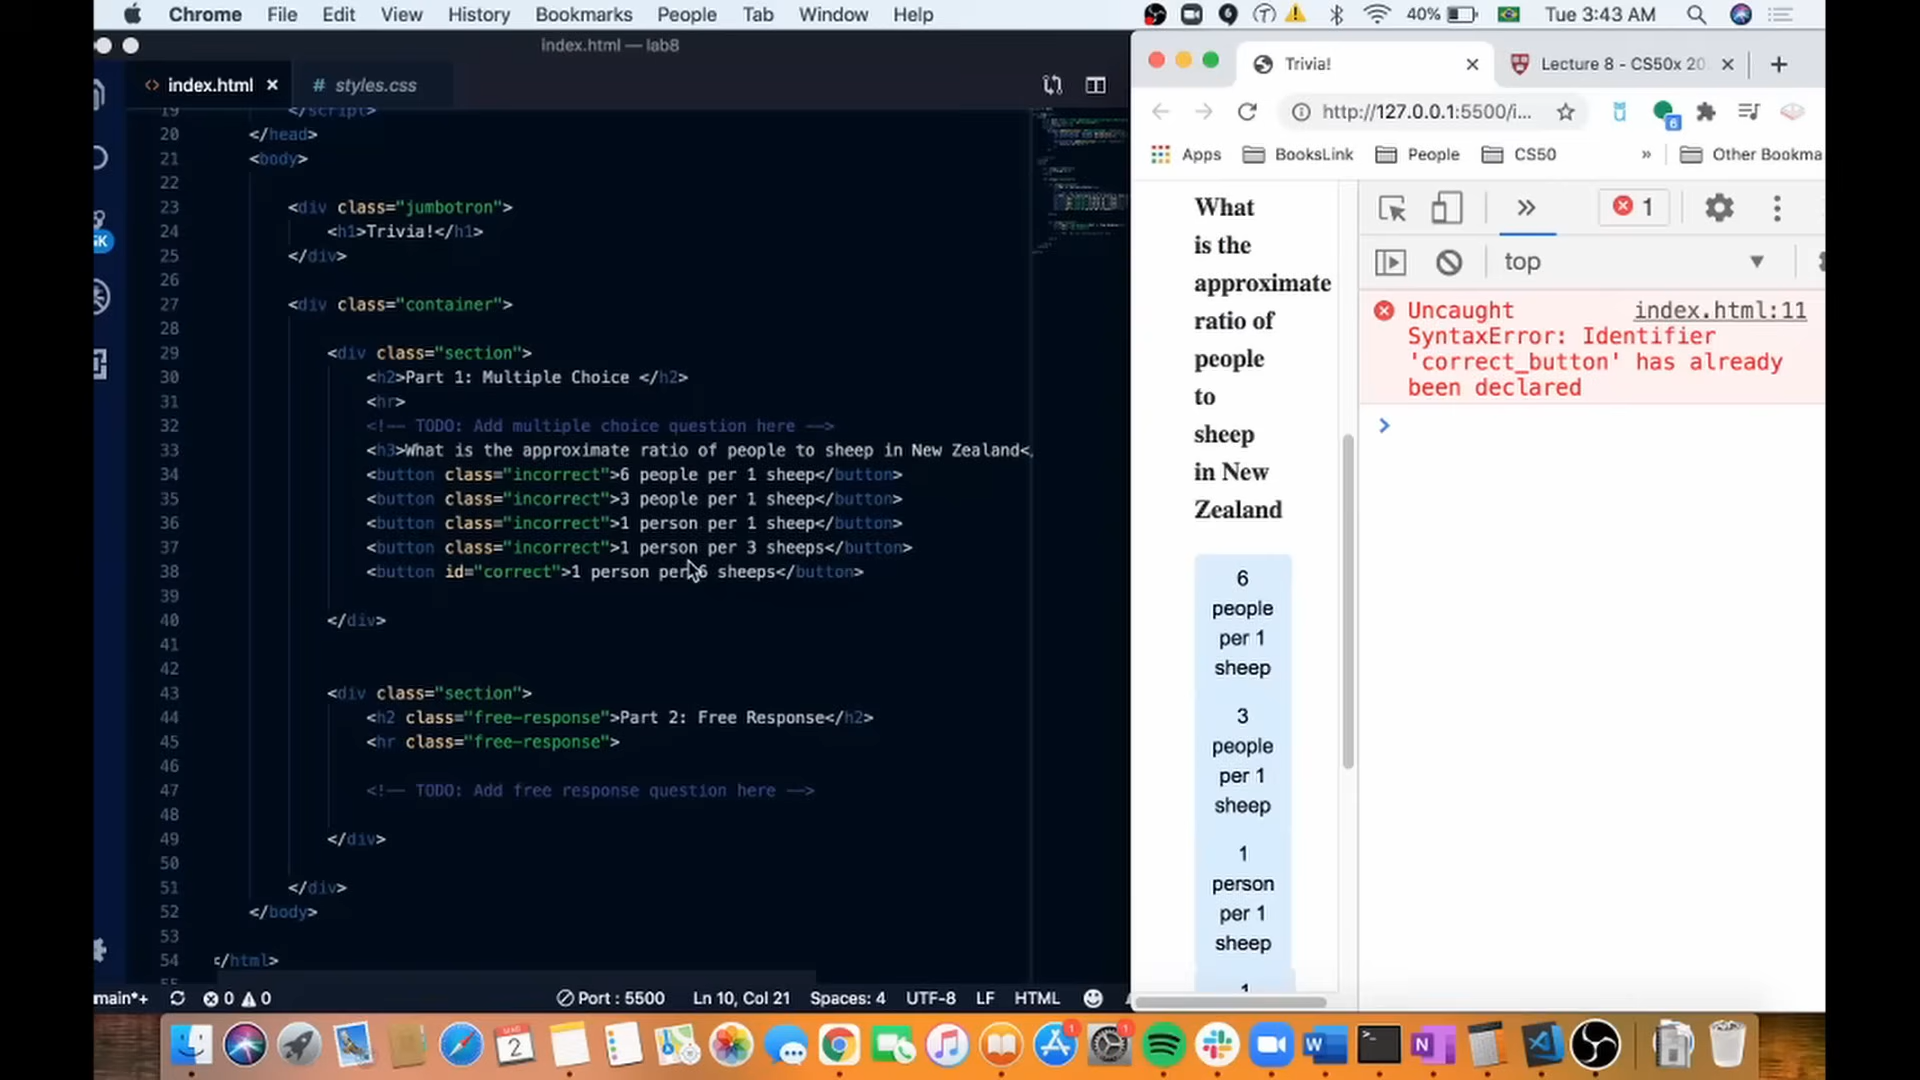 Chrome File Edit View History Bookmarks People Tab Window Help
40% Tue 3:43 AM
index.html — lab8
index.html styles.css
19 </script>
20 </head>
21 <body>
22
23 <div class="jumbotron">
24 <h1>Trivia!</h1>
25 </div>
26
27 <div class="container">
28
29 <div class="section">
30 <h2>Part 1: Multiple Choice </h2>
31 <hr>
32 <!-- TODO: Add multiple choice question here -->
33 <h3>What is the approximate ratio of people to sheep in New Zealand<
34 <button class="incorrect">6 people per 1 sheep</button>
35 <button class="incorrect">3 people per 1 sheep</button>
36 <button class="incorrect">1 person per 1 sheep</button>
37 <button class="incorrect">1 person per 3 sheeps</button>
38 <button id="correct">1 person per 6 sheeps</button>
39
40 </div>
41
42
43 <div class="section">
44 <h2 class="free-response">Part 2: Free Response</h2>
45 <hr class="free-response">
46
47 <!-- TODO: Add free response question here -->
48
49 </div>
50
51 </div>
52 </body>
53
54 </html>
main*+ 0 0 Port : 5500 Ln 10, Col 21 Spaces: 4 UTF-8 LF HTML
Trivia! Lecture 8 - CS50x 20
http://127.0.0.1:5500/i...
6
Apps BooksLink People CS50 » Other Bookma
What
is the
approximate
ratio of
people
to
sheep
in New
Zealand
6
people
per 1
sheep
3
people
per 1
sheep
1
person
per 1
sheep
1
1
top
Uncaught index.html:11
SyntaxError: Identifier
'correct_button' has already
been declared